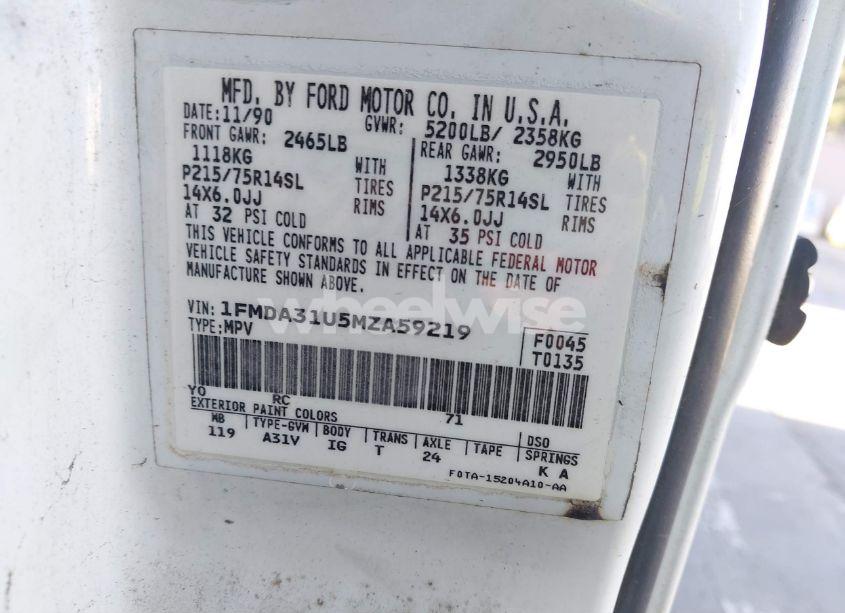 MFD. BY FORD MOTOR CO. IN U.S.A.
DATE: 11/90 GVWR: 5200LB/ 2358KG
FRONT GAWR: 2465LB REAR GAWR: 2950LB
1118KG WITH 1338KG WITH
P215/75R14SL TIRES P215/75R14SL TIRES
14X6.0JJ RIMS 14X6.0JJ RIMS
AT 32 PSI COLD AT 35 PSI COLD
THIS VEHICLE CONFORMS TO ALL APPLICABLE FEDERAL MOTOR
VEHICLE SAFETY STANDARDS IN EFFECT ON THE DATE OF
MANUFACTURE SHOWN ABOVE.
VIN: 1FMDA31U5MZA59219
TYPE: MPV
F0045
T0135
wheelwise
YO RC 71
EXTERIOR PAINT COLORS DSO
WB TYPE-GVW BODY TRANS AXLE TAPE SPRINGS
119 A31V IG T 24 K A
F0TA-15204A10-AA